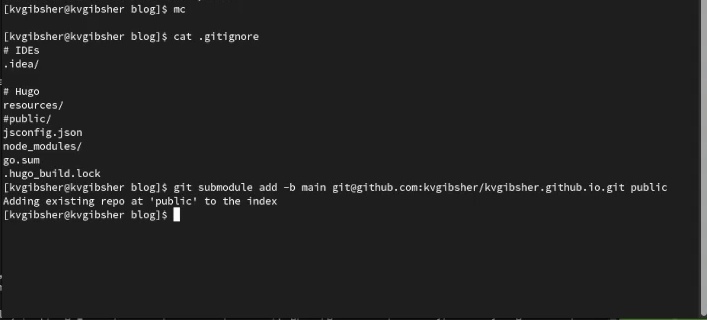 [kvgibsher@kvgibsher blog]$ mc
[kvgibsher@kvgibsher blog]$ cat .gitignore
# IDEs
.idea/
# Hugo
resources/
#public/
jsconfig.json
node_modules/
go.sum
.hugo_build.lock
[kvgibsher@kvgibsher blog]$ git submodule add -b main git@github.com:kvgibsher/kvgibsher.github.io.git public
Adding existing repo at 'public' to the index
[kvgibsher@kvgibsher blog]$